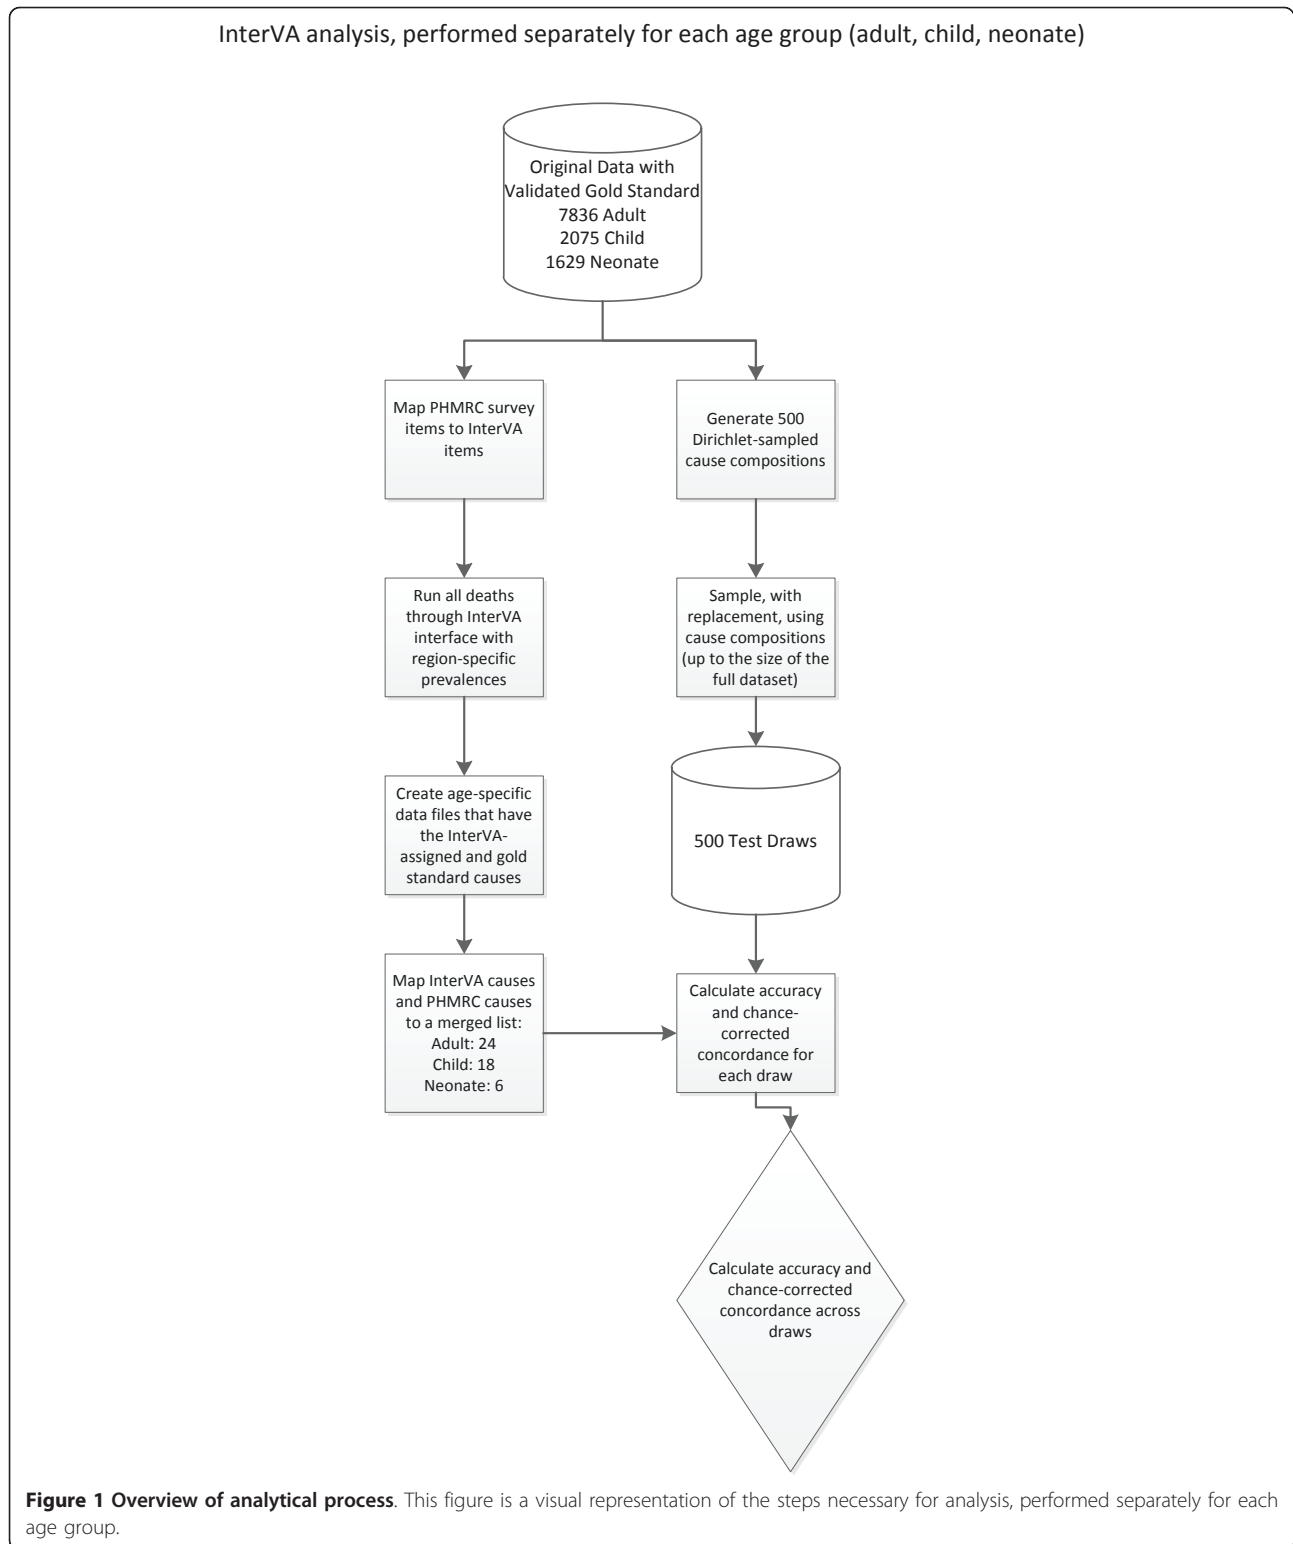 InterVA analysis, performed separately for each age group (adult, child, neonate)
Original Data with
Validated Gold Standard
7836 Adult
2075 Child
1629 Neonate
Map PHMRC survey
items to InterVA
items
Generate 500
Dirichlet-sampled
cause compositions
Run all deaths
through InterVA
interface with
region-specific
prevalences
Sample, with
replacement, using
cause compositions
(up to the size of the
full dataset)
Create age-specific
data files that have
the InterVA-
assigned and gold
standard causes
500 Test Draws
Map InterVA causes
and PHMRC causes
to a merged list:
Adult: 24
Child: 18
Neonate: 6
Calculate accuracy
and chance-
corrected
concordance for
each draw
Calculate accuracy and
chance-corrected
concordance across
draws
Figure 1 Overview of analytical process. This figure is a visual representation of the steps necessary for analysis, performed separately for each
age group.